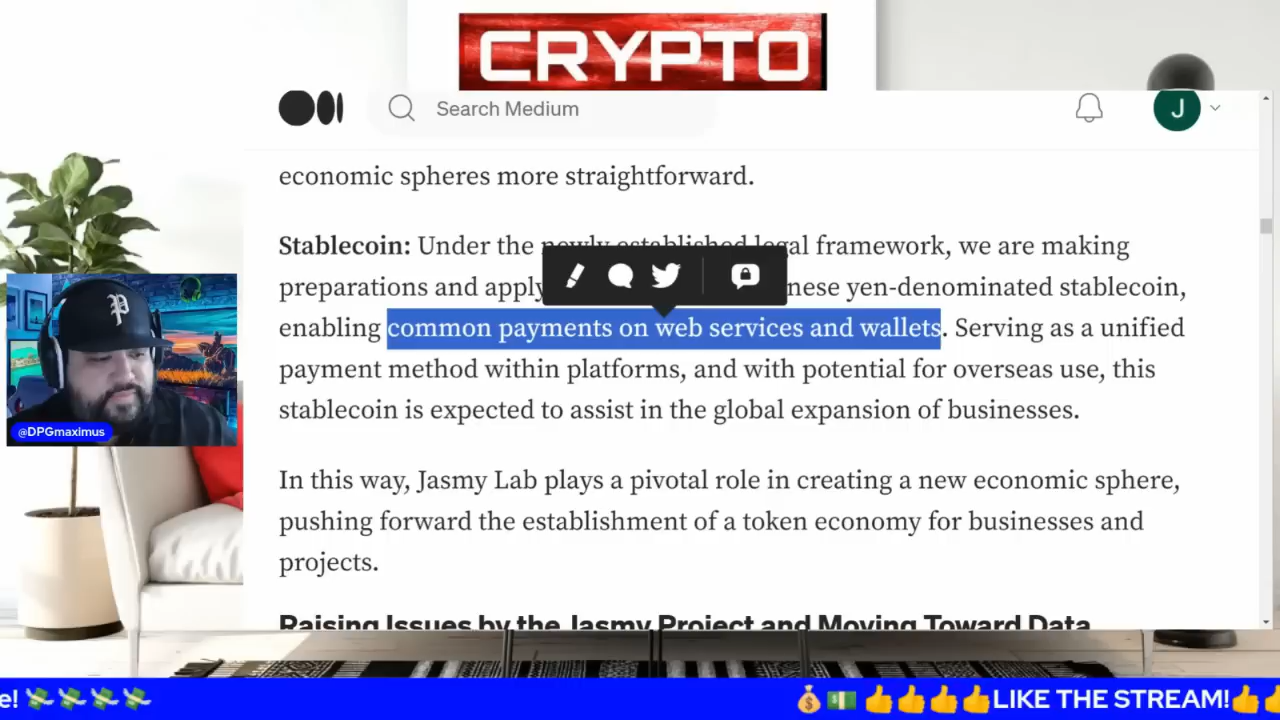 CRYPTO
Search Medium
J
economic spheres more straightforward.
Stablecoin: Under the newly established legal framework, we are making
preparations and apply nese yen-denominated stablecoin,
enabling common payments on web services and wallets. Serving as a unified
payment method within platforms, and with potential for overseas use, this
stablecoin is expected to assist in the global expansion of businesses.
P
@DPGmaximus
In this way, Jasmy Lab plays a pivotal role in creating a new economic sphere,
pushing forward the establishment of a token economy for businesses and
projects.
Raising Issues by the Jasmy Project and Moving Toward Data
e! 💸💸💸💸 💰💵👍👍👍👍LIKE THE STREAM!👍👍